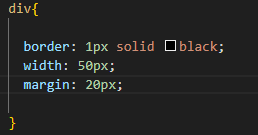 div{
border: 1px solid black;
width: 50px;
margin: 20px;
}